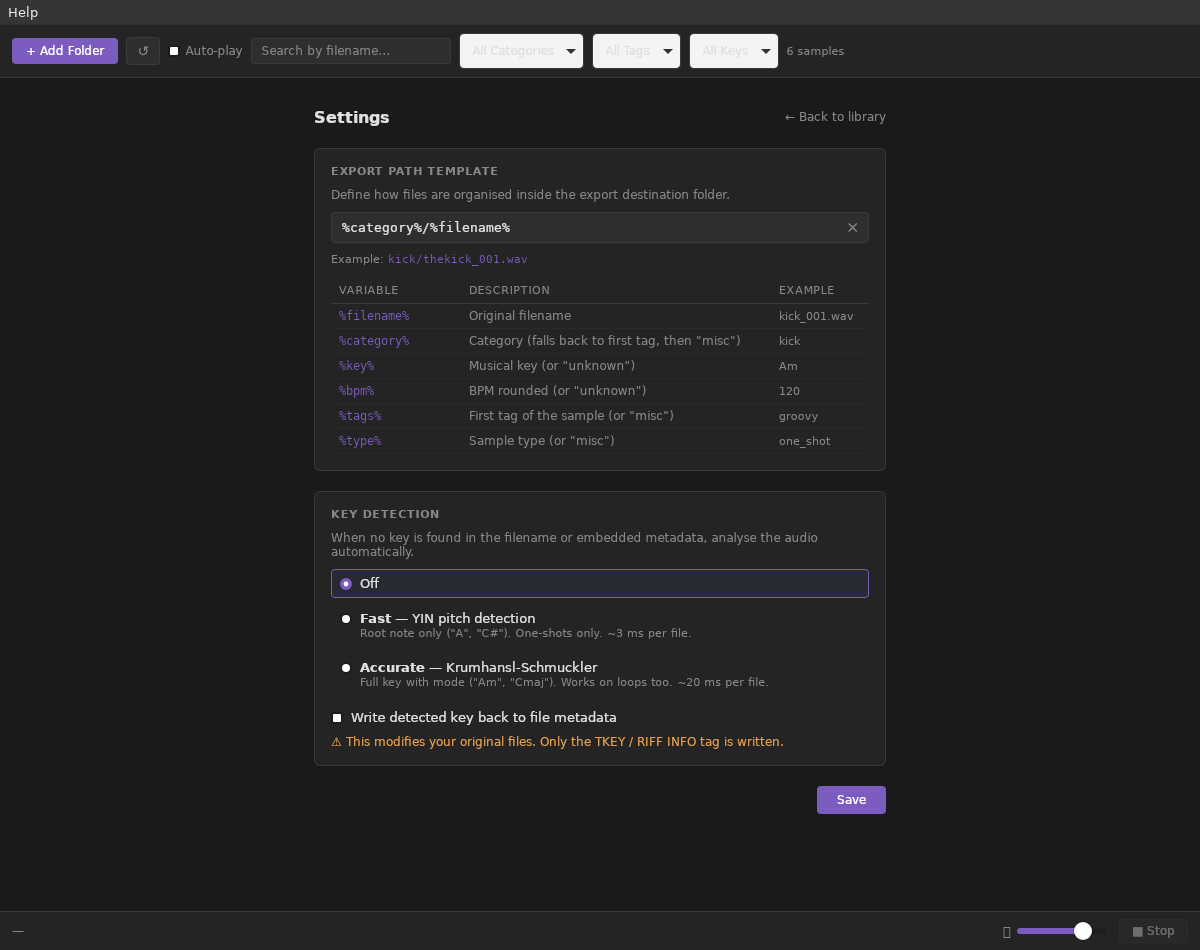 Help
+ Add Folder ↺ Auto-play Search by filename... All Categories All Tags All Keys 6 samples
Settings ← Back to library
EXPORT PATH TEMPLATE
Define how files are organised inside the export destination folder.
%category%/%filename% ✕
Example: kick/thekick_001.wav
VARIABLE DESCRIPTION EXAMPLE
%filename% Original filename kick_001.wav
%category% Category (falls back to first tag, then "misc") kick
%key% Musical key (or "unknown") Am
%bpm% BPM rounded (or "unknown") 120
%tags% First tag of the sample (or "misc") groovy
%type% Sample type (or "misc") one_shot
KEY DETECTION
When no key is found in the filename or embedded metadata, analyse the audio
automatically.
Off
Fast — YIN pitch detection
Root note only ("A", "C#"). One-shots only. ~3 ms per file.
Accurate — Krumhansl-Schmuckler
Full key with mode ("Am", "Cmaj"). Works on loops too. ~20 ms per file.
Write detected key back to file metadata
⚠ This modifies your original files. Only the TKEY / RIFF INFO tag is written.
Save
— ■ Stop